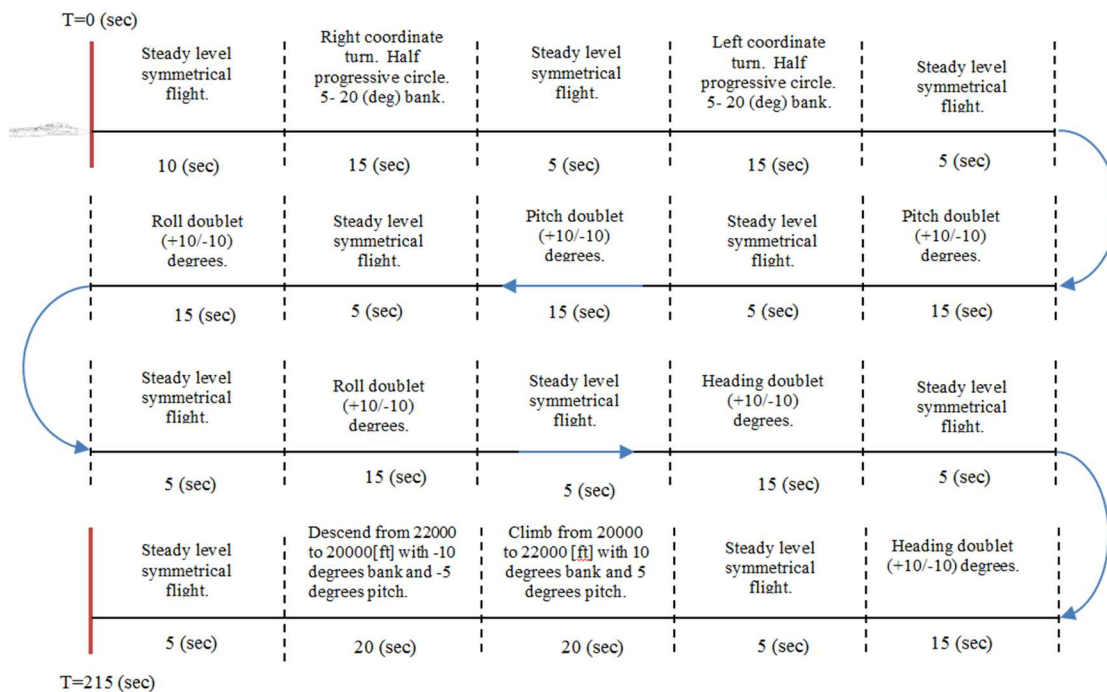 T=0 (sec)
Steady level
symmetrical
flight.
Right coordinate
turn. Half
progressive circle.
5- 20 (deg) bank.
Steady level
symmetrical
flight.
Left coordinate
turn. Half
progressive circle.
5- 20 (deg) bank.
Steady level
symmetrical
flight.
10 (sec)
15 (sec)
5 (sec)
15 (sec)
5 (sec)
Roll doublet
(+10/-10)
degrees.
Steady level
symmetrical
flight.
Pitch doublet
(+10/-10)
degrees.
Steady level
symmetrical
flight.
Pitch doublet
(+10/-10)
degrees.
15 (sec)
5 (sec)
15 (sec)
5 (sec)
15 (sec)
Steady level
symmetrical
flight.
Roll doublet
(+10/-10)
degrees.
Steady level
symmetrical
flight.
Heading doublet
(+10/-10)
degrees.
Steady level
symmetrical
flight.
5 (sec)
15 (sec)
5 (sec)
15 (sec)
5 (sec)
Steady level
symmetrical
flight.
Descend from 22000
to 20000[ft] with -10
degrees bank and -5
degrees pitch.
Climb from 20000
to 22000 [ft] with 10
degrees bank and 5
degrees pitch.
Steady level
symmetrical
flight.
Heading doublet
(+10/-10) degrees.
5 (sec)
20 (sec)
20 (sec)
5 (sec)
15 (sec)
T=215 (sec)